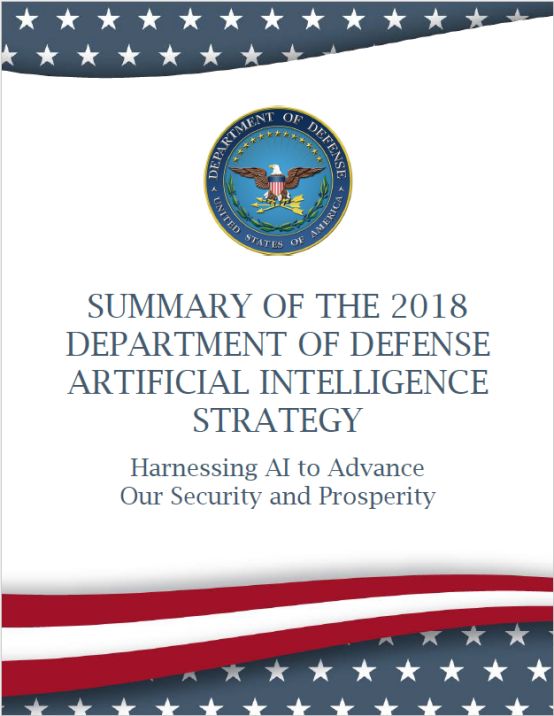 DEPARTMENT OF DEFENSE
UNITED STATES OF AMERICA
SUMMARY OF THE 2018
DEPARTMENT OF DEFENSE
ARTIFICIAL INTELLIGENCE
STRATEGY
Harnessing AI to Advance
Our Security and Prosperity